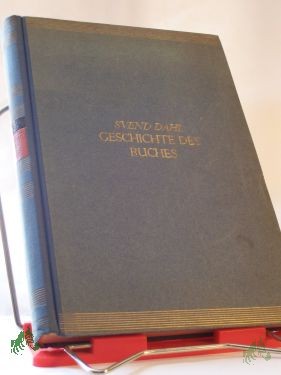 SVEND DAHL
GESCHICHTE DES
BUCHES